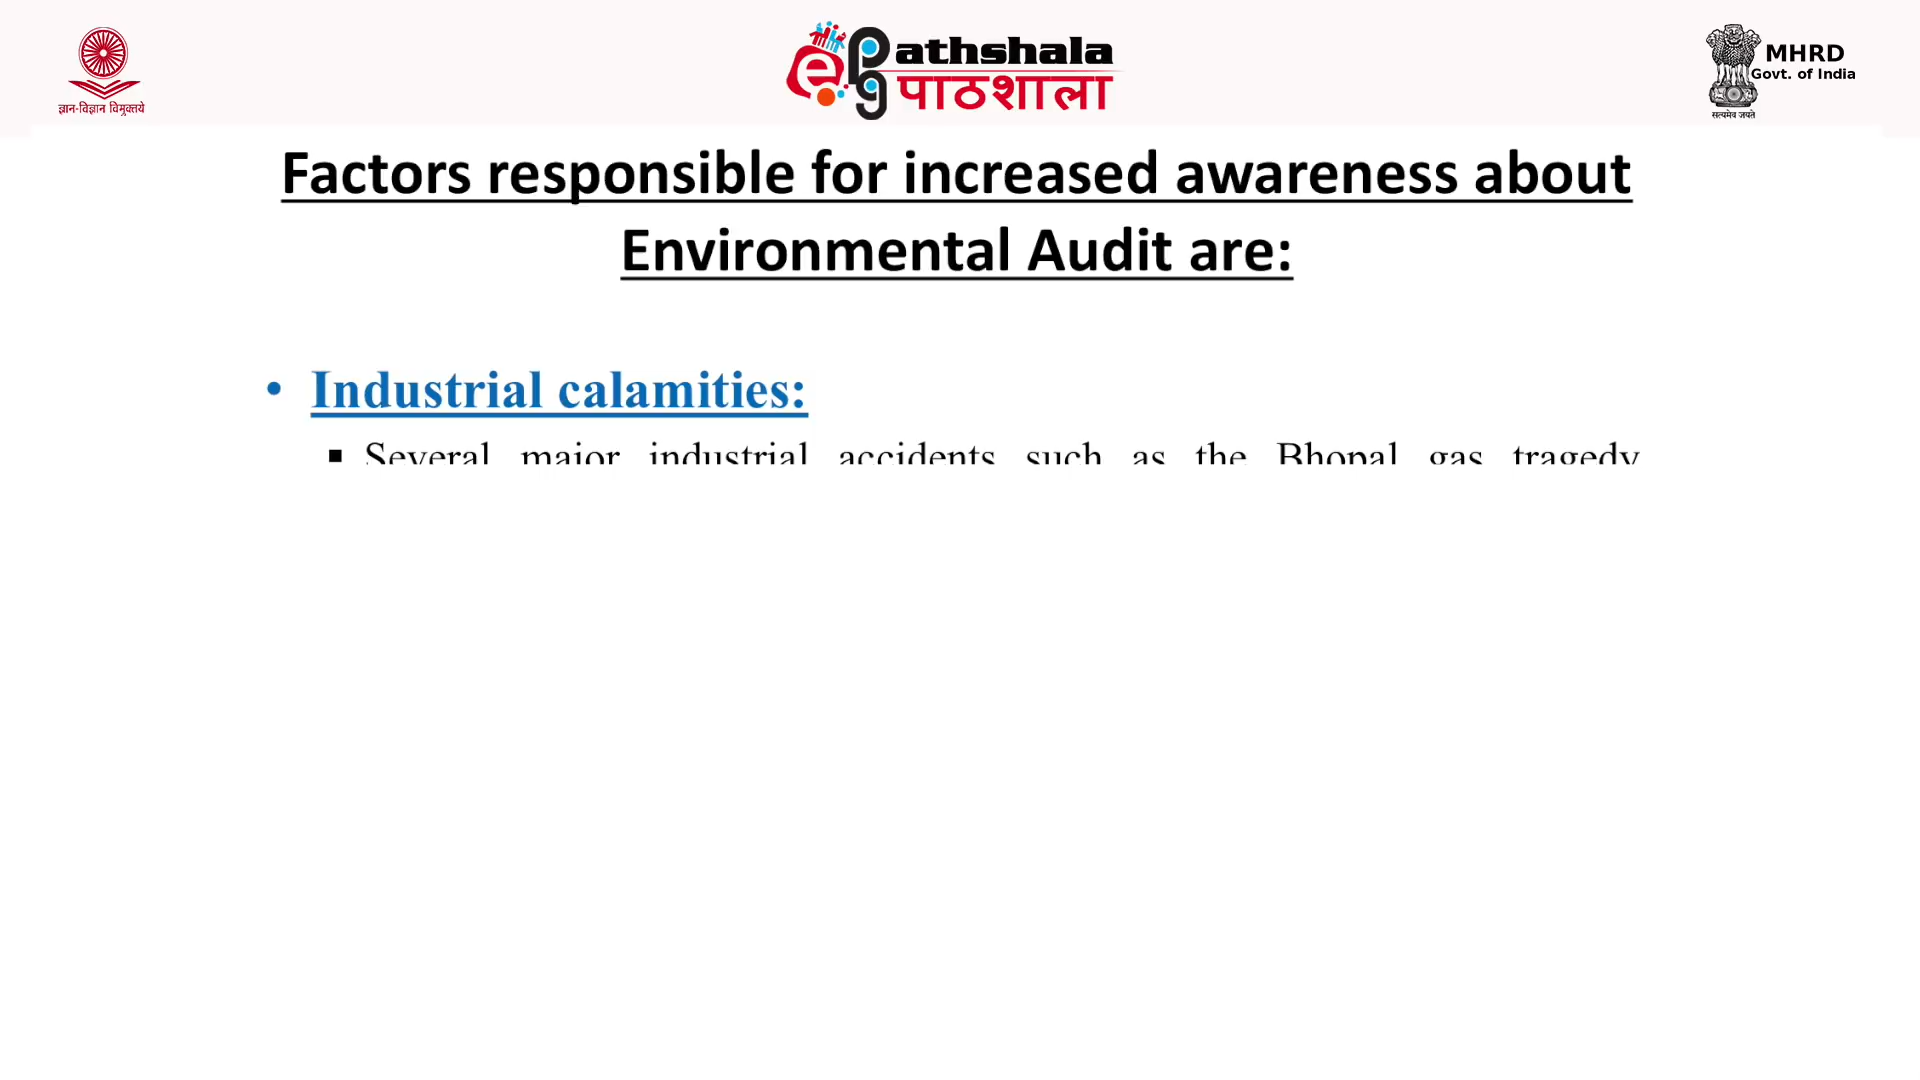 ज्ञान-विज्ञान विमुक्तये
e pg athshala
पाठशाला
MHRD
Govt. of India
सत्यमेव जयते
Factors responsible for increased awareness about
Environmental Audit are:
• Industrial calamities:
▪ Several major industrial accidents such as the Bhopal gas tragedy